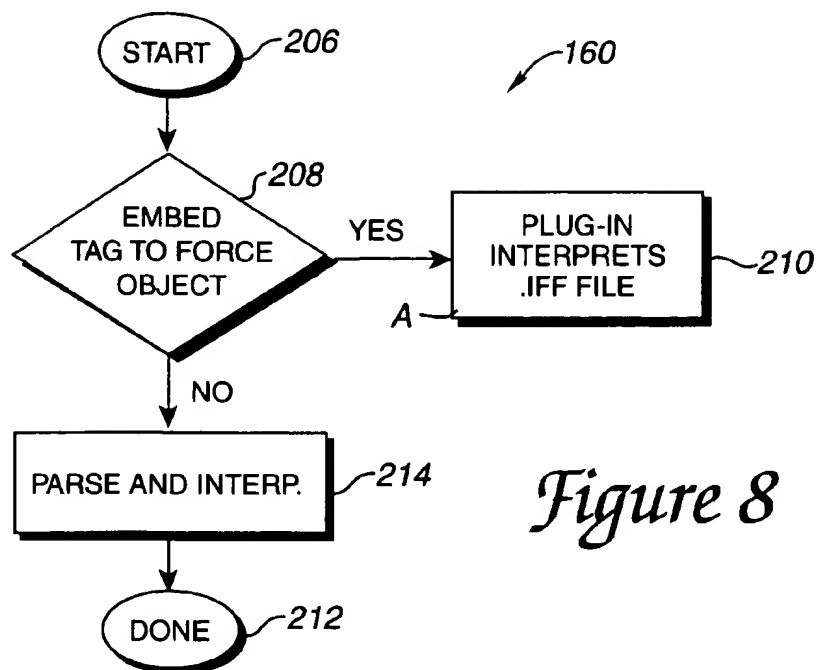 START
206
160
208
EMBED
TAG TO FORCE
OBJECT
YES
PLUG-IN
INTERPRETS
.IFF FILE
210
A
NO
PARSE AND INTERP.
214
Figure 8
DONE
212